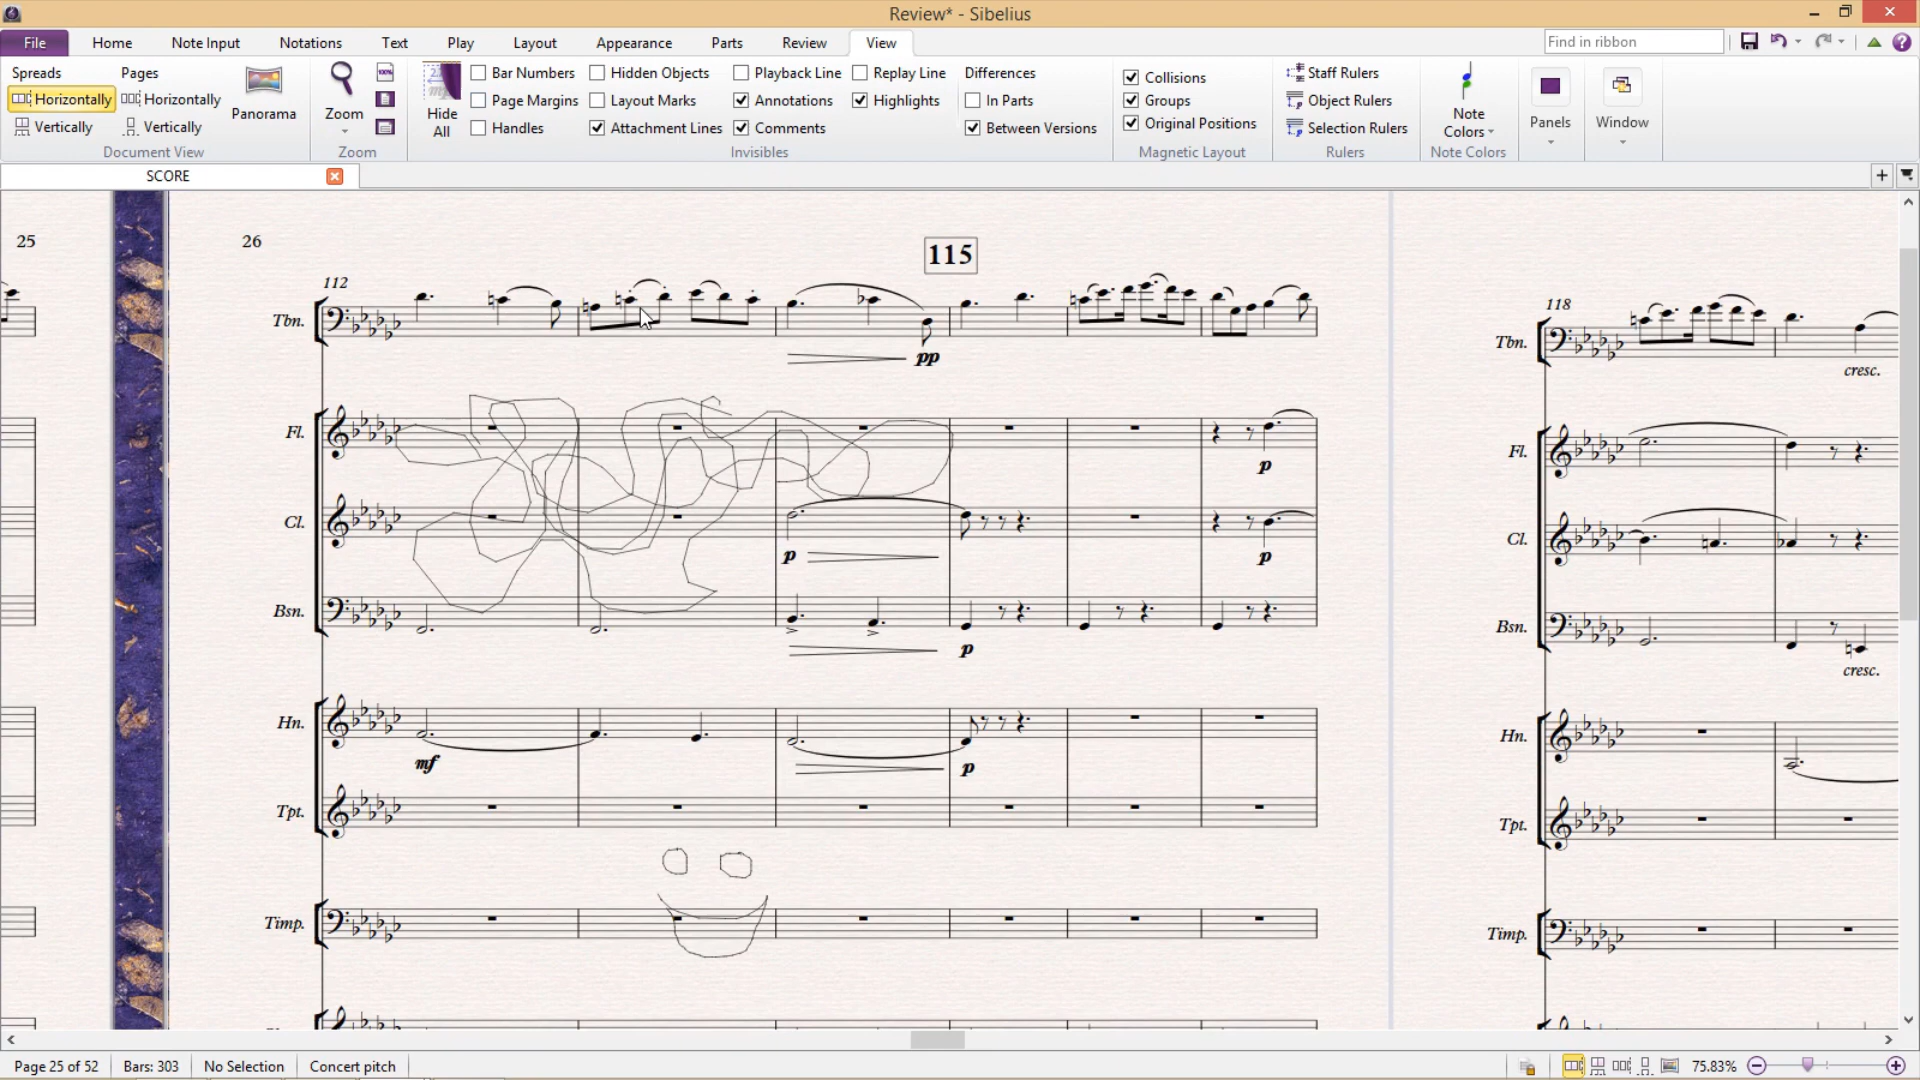 Review* - Sibelius
File Home Note Input Notations Text Play Layout Appearance Parts Review View Find in ribbon
Spreads Pages
Horizontally Horizontally Panorama
Vertically Vertically
Document View
Zoom 100%
Zoom
Hide All
Bar Numbers Hidden Objects Playback Line Replay Line
Page Margins Layout Marks Annotations Highlights
Handles Attachment Lines Comments
Invisibles
Differences
In Parts
Between Versions
Collisions
Groups
Original Positions
Magnetic Layout
Staff Rulers
Object Rulers
Selection Rulers
Rulers
Note Colors
Note Colors
Panels
Window
SCORE
25
26
115
112
Tbn.
pp
Fl.
p
Cl.
p p
Bsn.
p
Hn.
mf p
Tpt.
Timp.
118
Tbn.
cresc.
Fl.
Cl.
Bsn.
cresc.
Hn.
Tpt.
Timp.
Page 25 of 52 Bars: 303 No Selection Concert pitch 75.83%